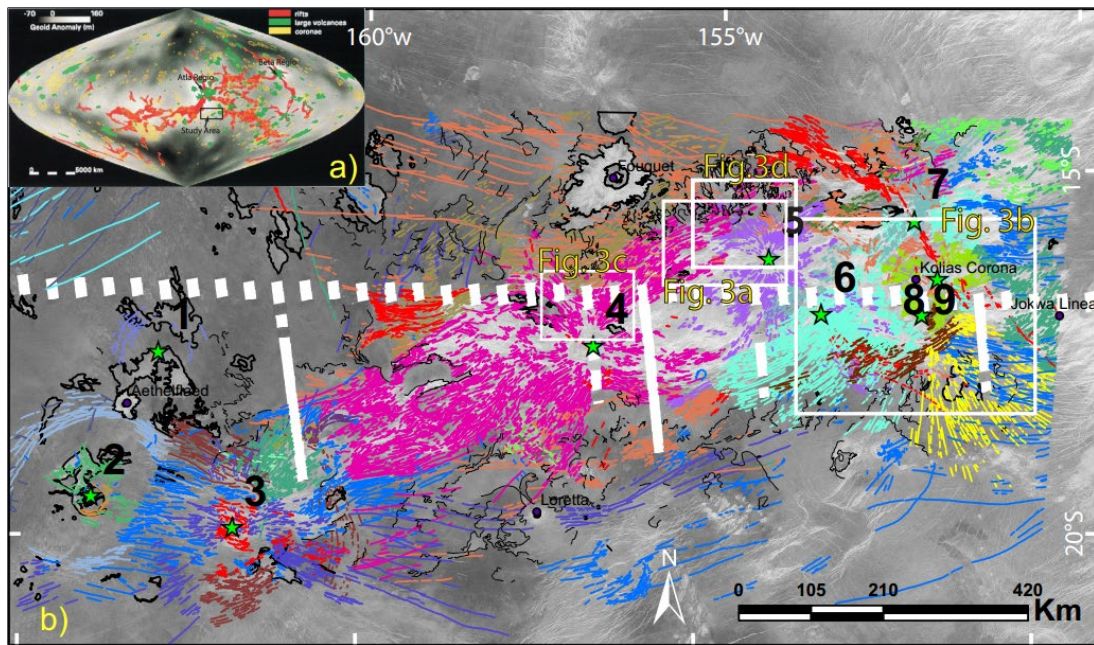 -70 0 160
Geoid Anomaly (m)
rifts
large volcanoes
coronae
Beta Regio
Atla Regio
Study Area
0 5000 km
a)
160°W
155°W
15°S
20°S
Fouquet
Fig. 3d
7
5
Fig. 3b
Fig. 3c
6
Kolias Corona
Fig. 3a
1
4
8
9
Jokwa Linea
Aethelflaed
2
3
Loretta
N
0 105 210 420
Km
b)